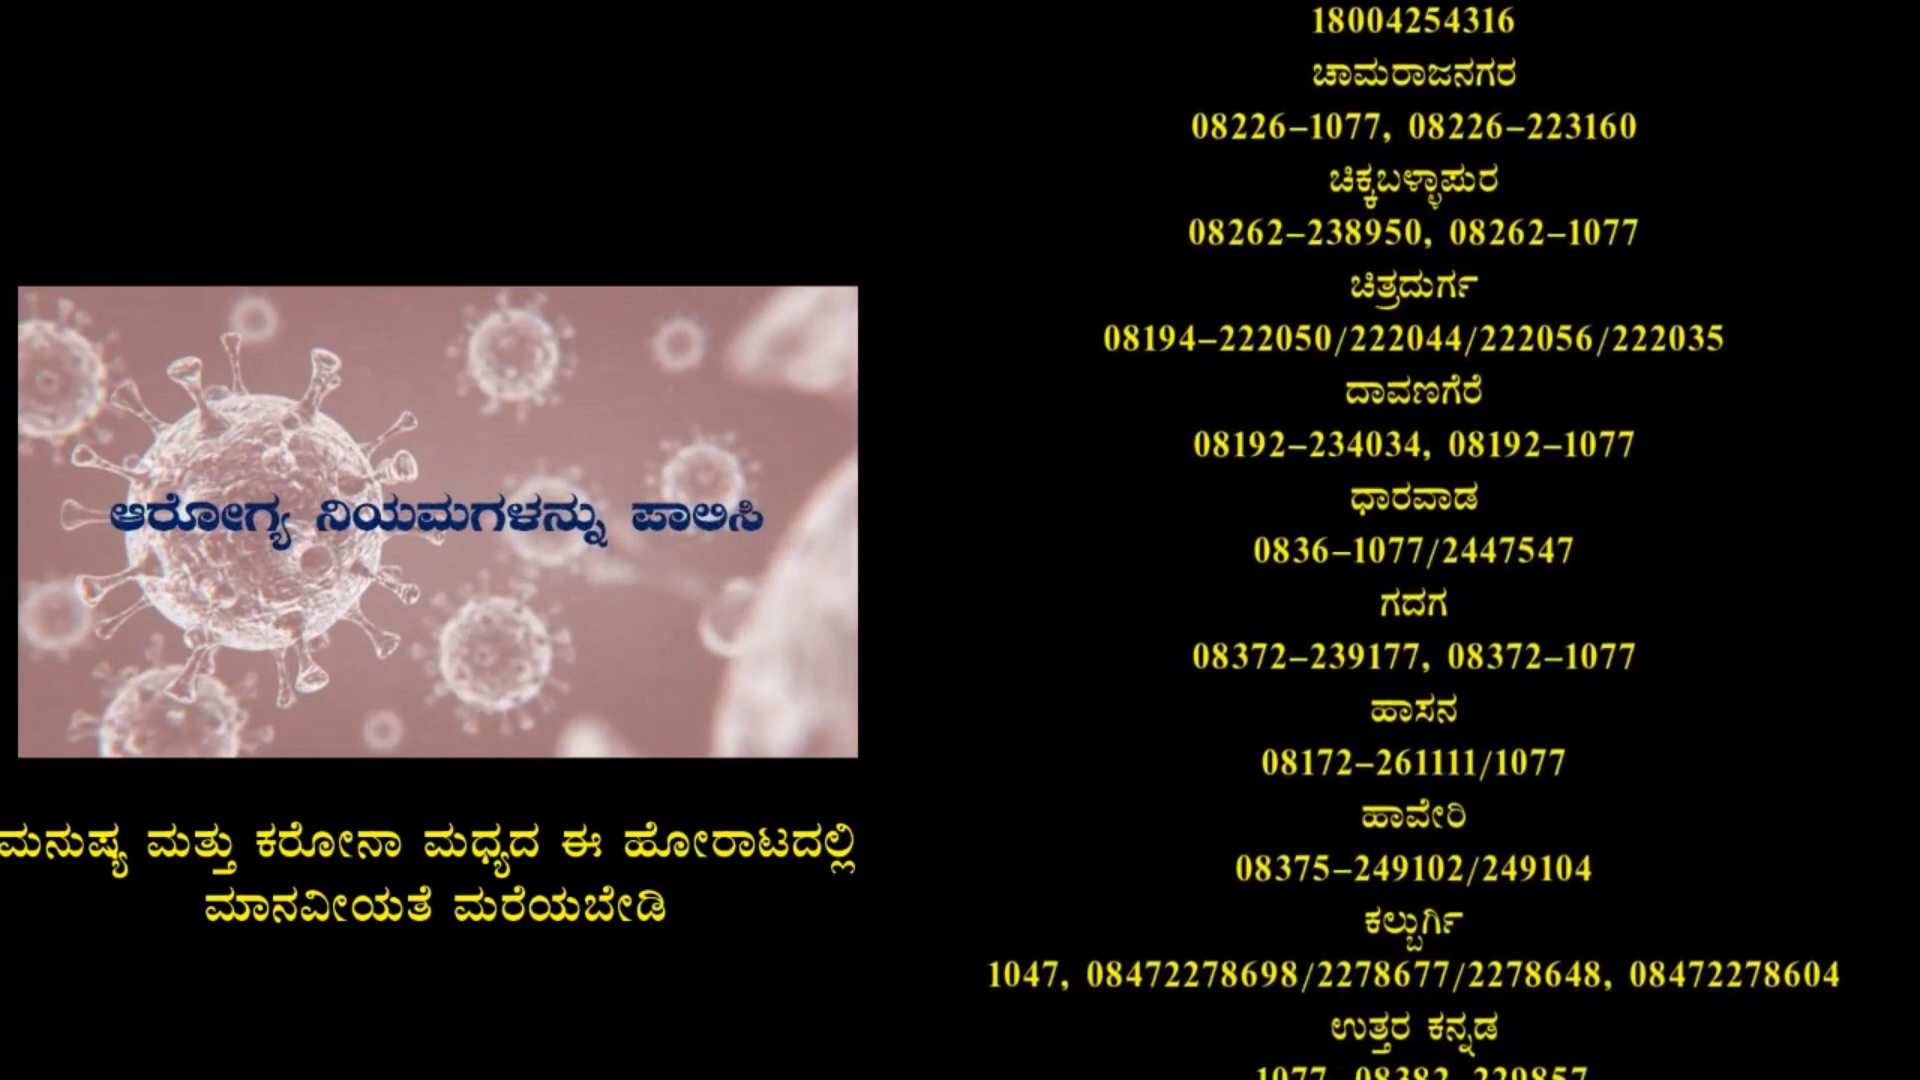 ಆರೋಗ್ಯ ನಿಯಮಗಳನ್ನು ಪಾಲಿಸಿ
ಮನುಷ್ಯ ಮತ್ತು ಕರೋನಾ ಮಧ್ಯದ ಈ ಹೋರಾಟದಲ್ಲಿ
ಮಾನವೀಯತೆ ಮರೆಯಬೇಡಿ
18004254316
ಚಾಮರಾಜನಗರ
08226-1077, 08226-223160
ಚಿಕ್ಕಬಳ್ಳಾಪುರ
08262-238950, 08262-1077
ಚಿತ್ರದುರ್ಗ
08194-222050/222044/222056/222035
ದಾವಣಗೆರೆ
08192-234034, 08192-1077
ಧಾರವಾಡ
0836-1077/2447547
ಗದಗ
08372-239177, 08372-1077
ಹಾಸನ
08172-261111/1077
ಹಾವೇರಿ
08375-249102/249104
ಕಲ್ಬುರ್ಗಿ
1047, 08472278698/2278677/2278648, 08472278604
ಉತ್ತರ ಕನ್ನಡ
1077, 08382-229857